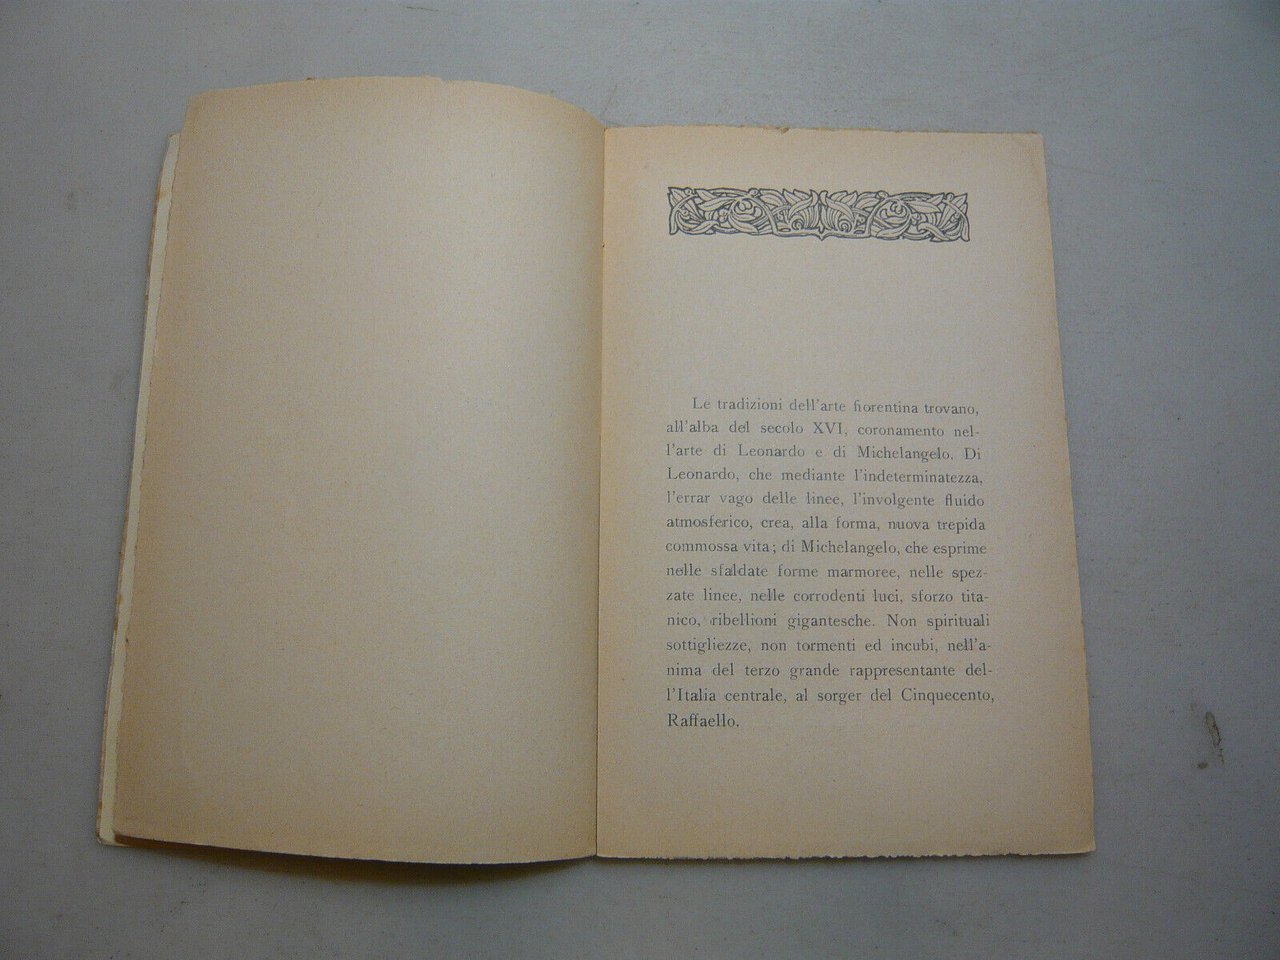 Le tradizioni dell'arte fiorentina trovano,
all'alba del secolo XVI, coronamento nel-
l'arte di Leonardo e di Michelangelo. Di
Leonardo, che mediante l'indeterminatezza,
l'errar vago delle linee, l'involgente fluido
atmosferico, crea, alla forma, nuova trepida
commossa vita; di Michelangelo, che esprime
nelle sfaldate forme marmoree, nelle spez-
zate linee, nelle corrodenti luci, sforzo tita-
nico, ribellioni gigantesche. Non spirituali
sottigliezze, non tormenti ed incubi, nell'a-
nima del terzo grande rappresentante del-
l'Italia centrale, al sorger del Cinquecento,
Raffaello.